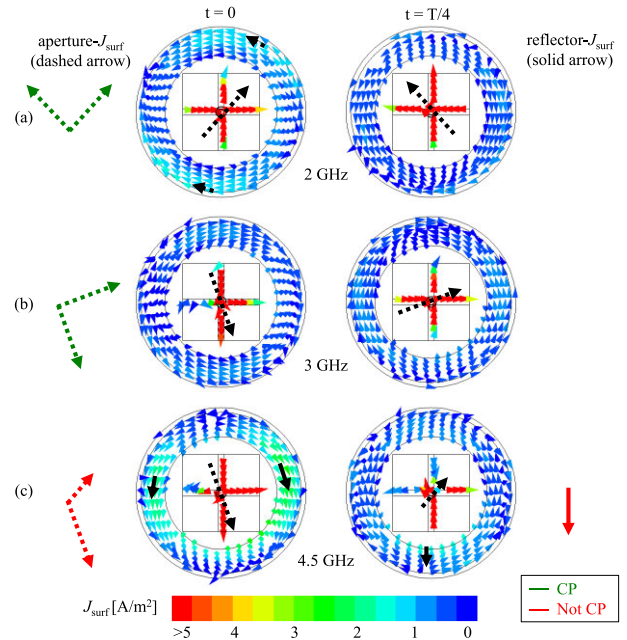 t = 0
t = T/4
aperture-Jsurf
(dashed arrow)
reflector-Jsurf
(solid arrow)
(a)
2 GHz
(b)
3 GHz
(c)
4.5 GHz
Jsurf [A/m²]
>5 4 3 2 1 0
CP
Not CP